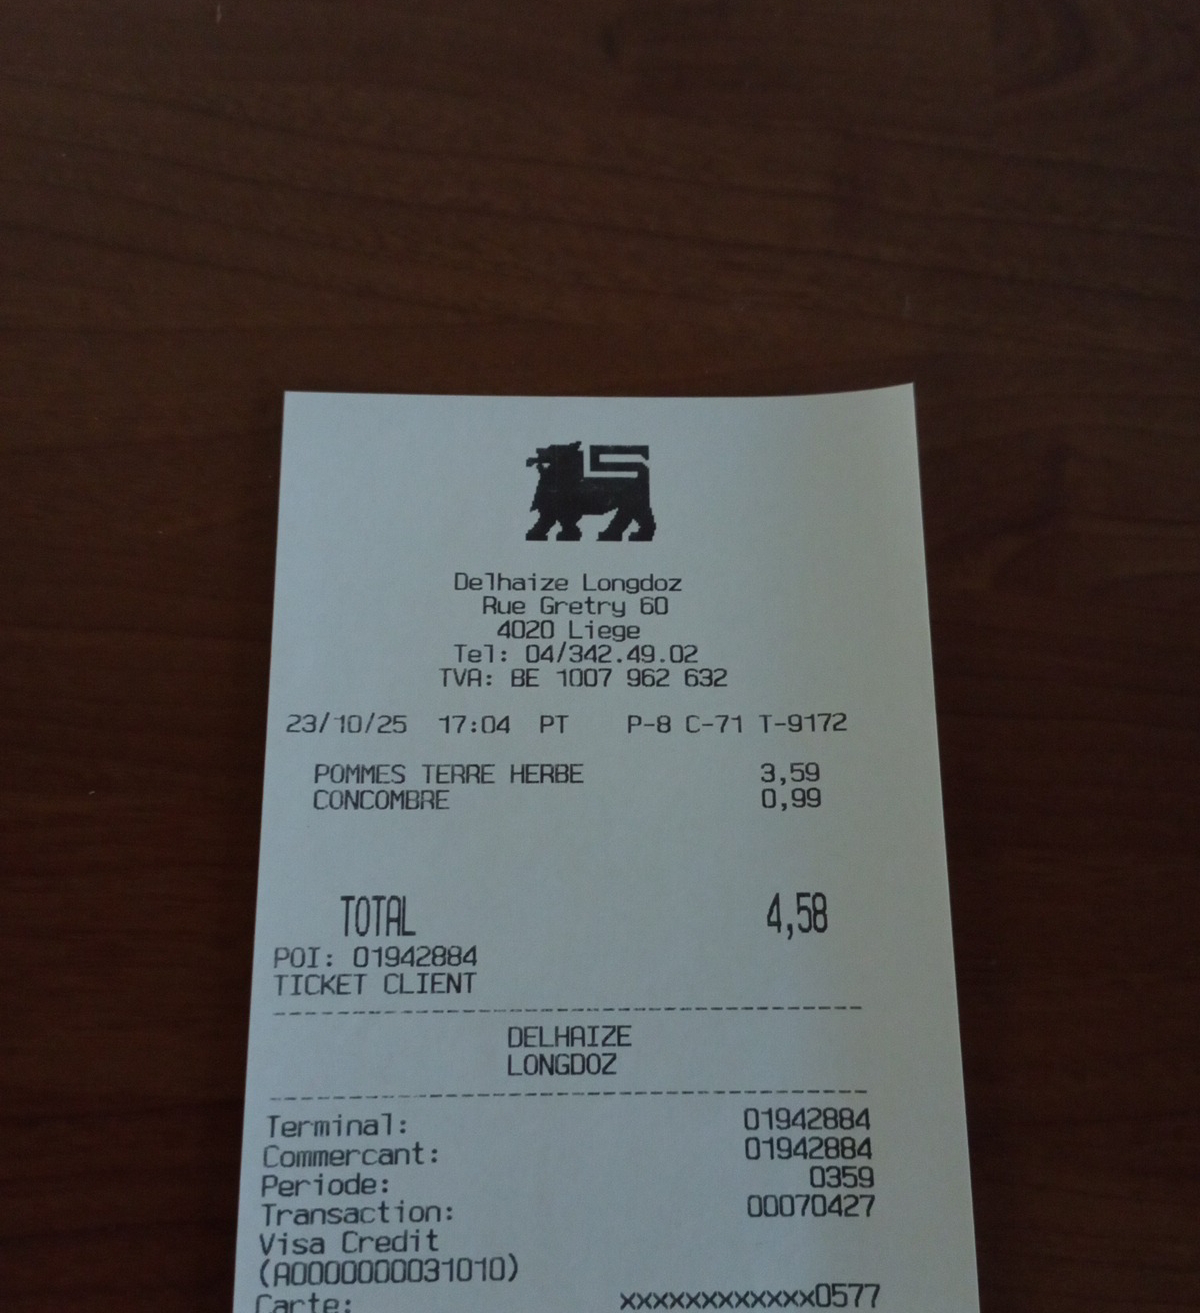 Delhaize Longdoz
Rue Gretry 60
4020 Liege
Tel: 04/342.49.02
TVA: BE 1007 962 632
23/10/25 17:04 PT P-8 C-71 T-9172
POMMES TERRE HERBE 3,59
CONCOMBRE 0,99
TOTAL 4,58
POI: 01942884
TICKET CLIENT
DELHAIZE
LONGDOZ
Terminal: 01942884
Commercant: 01942884
Periode: 0359
Transaction: 00070427
Visa Credit
(A0000000031010)
Carte: xxxxxxxxxxxx0577